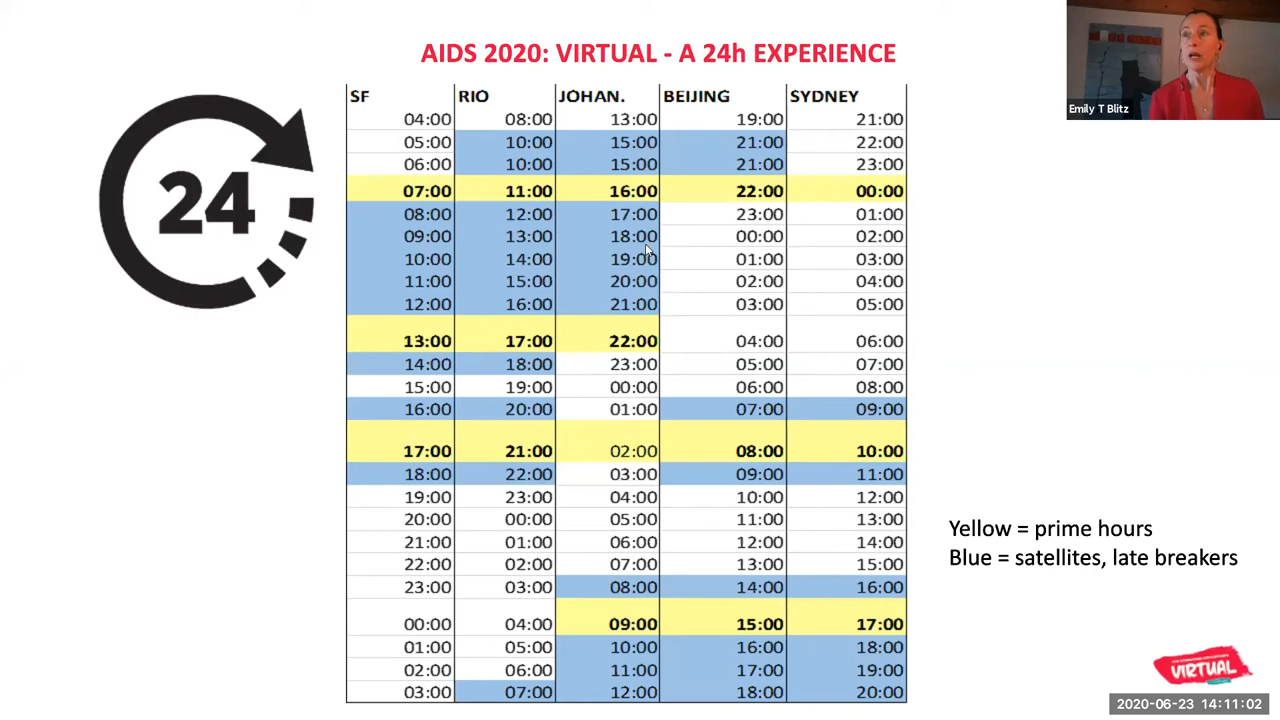 AIDS 2020: VIRTUAL - A 24h EXPERIENCE
Emily T Blitz
24
SF RIO JOHAN. BEIJING SYDNEY
04:00 08:00 13:00 19:00 21:00
05:00 10:00 15:00 21:00 22:00
06:00 10:00 15:00 21:00 23:00
07:00 11:00 16:00 22:00 00:00
08:00 12:00 17:00 23:00 01:00
09:00 13:00 18:00 00:00 02:00
10:00 14:00 19:00 01:00 03:00
11:00 15:00 20:00 02:00 04:00
12:00 16:00 21:00 03:00 05:00
13:00 17:00 22:00 04:00 06:00
14:00 18:00 23:00 05:00 07:00
15:00 19:00 00:00 06:00 08:00
16:00 20:00 01:00 07:00 09:00
17:00 21:00 02:00 08:00 10:00
18:00 22:00 03:00 09:00 11:00
19:00 23:00 04:00 10:00 12:00
20:00 00:00 05:00 11:00 13:00
21:00 01:00 06:00 12:00 14:00
22:00 02:00 07:00 13:00 15:00
23:00 03:00 08:00 14:00 16:00
00:00 04:00 09:00 15:00 17:00
01:00 05:00 10:00 16:00 18:00
02:00 06:00 11:00 17:00 19:00
03:00 07:00 12:00 18:00 20:00
Yellow = prime hours
Blue = satellites, late breakers
VIRTUAL
2020-06-23 14:11:02